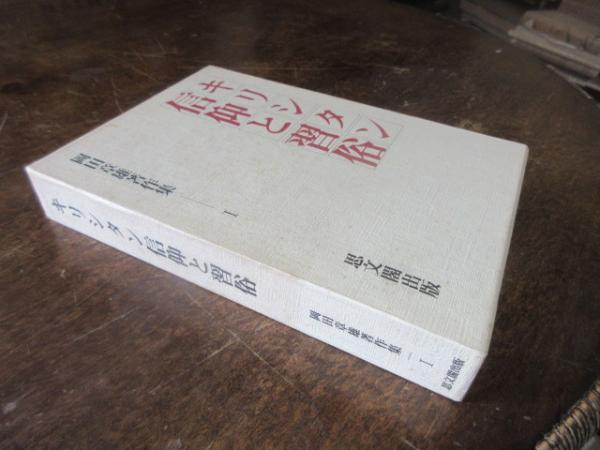 キリシタン
信仰と習俗
岡田章雄著作集
I
思文閣出版
キリシタン信仰と習俗
岡田章雄著作集 I
思文閣出版